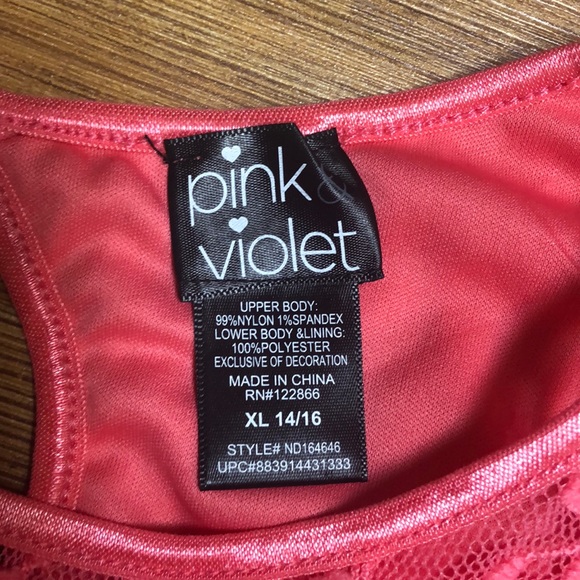 pink &
violet
UPPER BODY:
99%NYLON 1%SPANDEX
LOWER BODY &LINING:
100%POLYESTER
EXCLUSIVE OF DECORATION
MADE IN CHINA
RN#122866
XL 14/16
STYLE# ND164646
UPC#883914431333